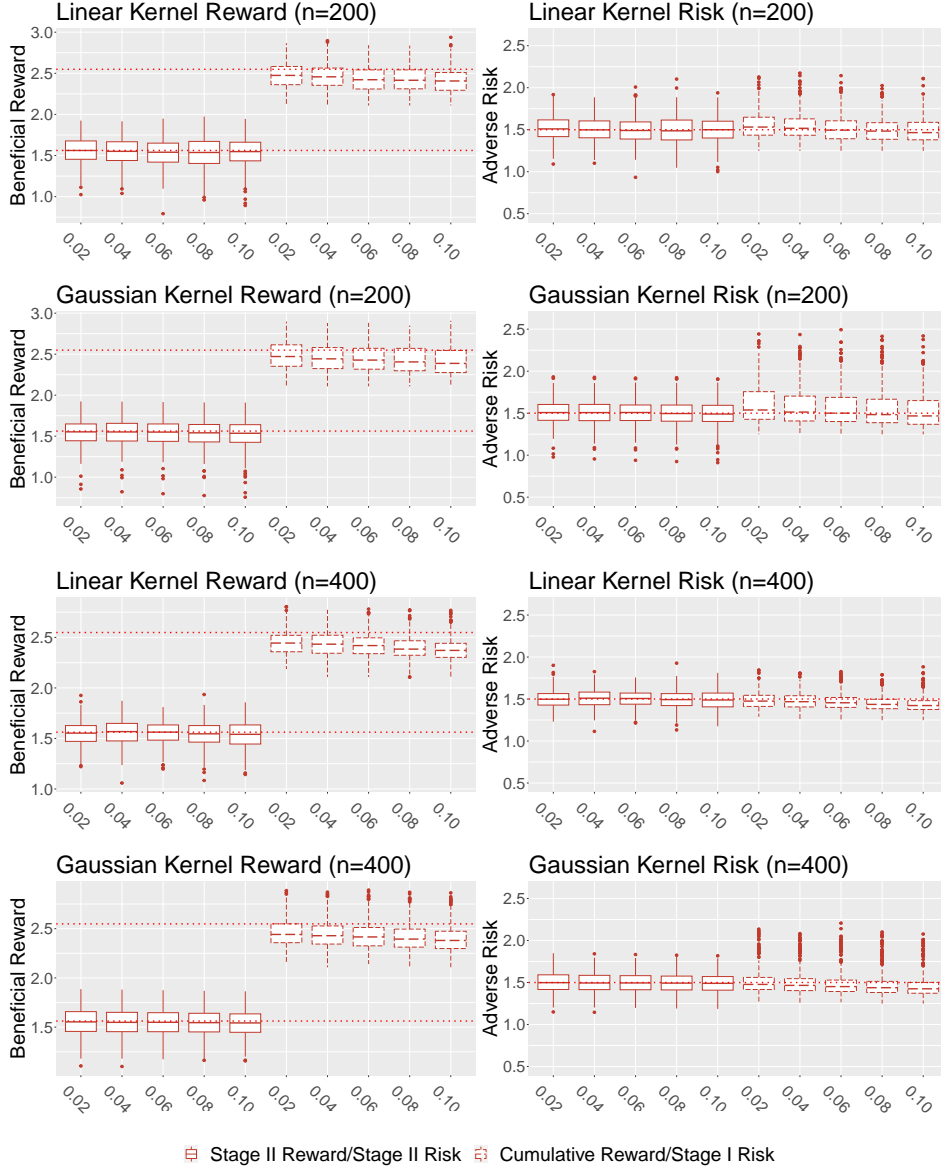 Linear Kernel Reward (n=200)
Beneficial Reward
3.0
2.5
2.0
1.5
1.0
0.02 0.04 0.06 0.08 0.10 0.02 0.04 0.06 0.08 0.10
Linear Kernel Risk (n=200)
Adverse Risk
2.5
2.0
1.5
1.0
0.5
0.02 0.04 0.06 0.08 0.10 0.02 0.04 0.06 0.08 0.10
Gaussian Kernel Reward (n=200)
Beneficial Reward
3.0
2.5
2.0
1.5
1.0
0.02 0.04 0.06 0.08 0.10 0.02 0.04 0.06 0.08 0.10
Gaussian Kernel Risk (n=200)
Adverse Risk
2.5
2.0
1.5
1.0
0.5
0.02 0.04 0.06 0.08 0.10 0.02 0.04 0.06 0.08 0.10
Linear Kernel Reward (n=400)
Beneficial Reward
2.5
2.0
1.5
1.0
0.02 0.04 0.06 0.08 0.10 0.02 0.04 0.06 0.08 0.10
Linear Kernel Risk (n=400)
Adverse Risk
2.5
2.0
1.5
1.0
0.5
0.02 0.04 0.06 0.08 0.10 0.02 0.04 0.06 0.08 0.10
Gaussian Kernel Reward (n=400)
Beneficial Reward
2.5
2.0
1.5
0.02 0.04 0.06 0.08 0.10 0.02 0.04 0.06 0.08 0.10
Gaussian Kernel Risk (n=400)
Adverse Risk
2.5
2.0
1.5
1.0
0.5
0.02 0.04 0.06 0.08 0.10 0.02 0.04 0.06 0.08 0.10
Stage II Reward/Stage II Risk Cumulative Reward/Stage I Risk